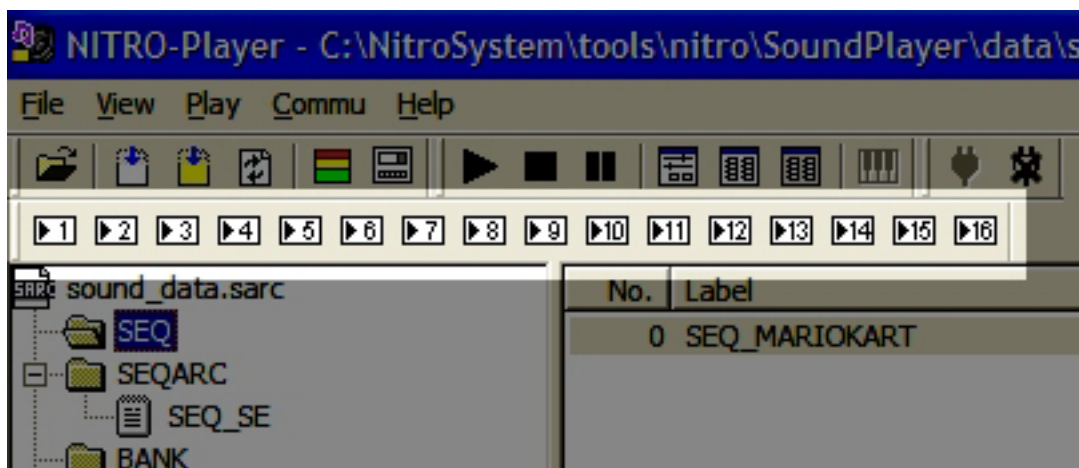 NITRO-Player - C:\NitroSystem\tools\nitro\SoundPlayer\data\s
File View Play Commu Help
1 2 3 4 5 6 7 8 9 10 11 12 13 14 15 16
SARC sound_data.sarc
No. Label
SEQ
0 SEQ_MARIOKART
SEQARC
SEQ_SE
BANK